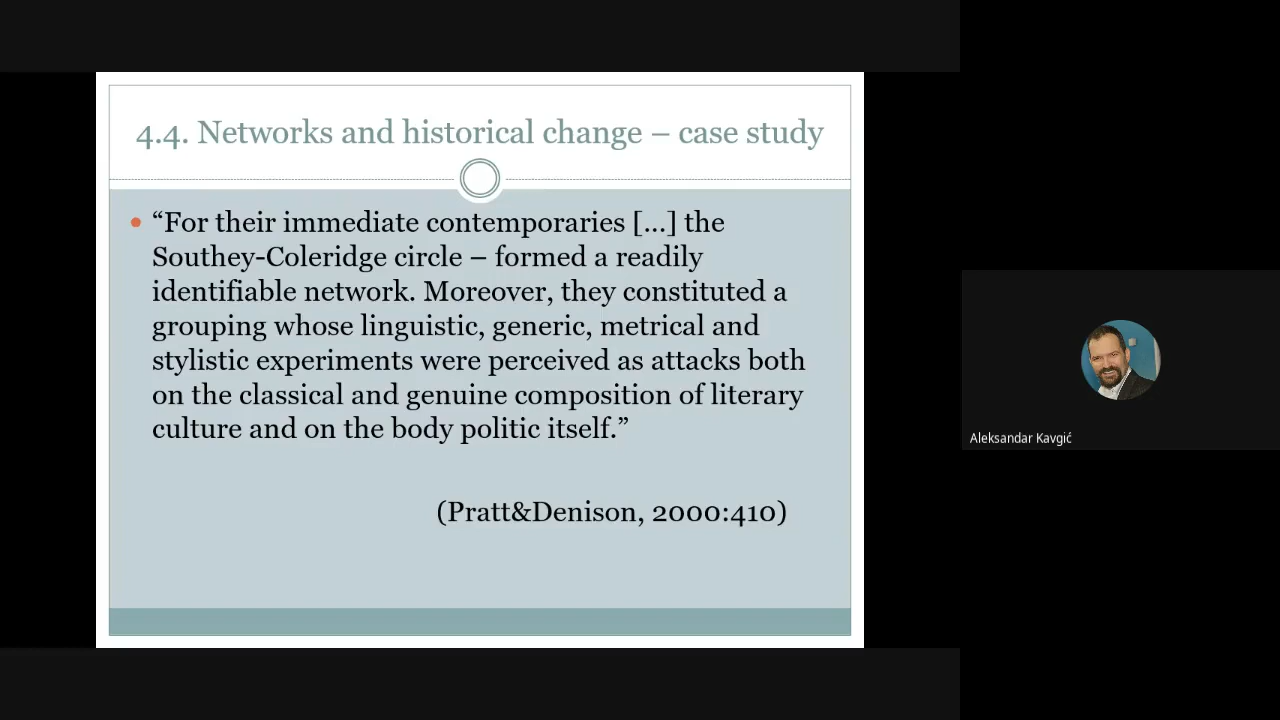 4.4. Networks and historical change – case study
“For their immediate contemporaries [...] the
Southey-Coleridge circle – formed a readily
identifiable network. Moreover, they constituted a
grouping whose linguistic, generic, metrical and
stylistic experiments were perceived as attacks both
on the classical and genuine composition of literary
culture and on the body politic itself.”
(Pratt&Denison, 2000:410)
Aleksandar Kavgić